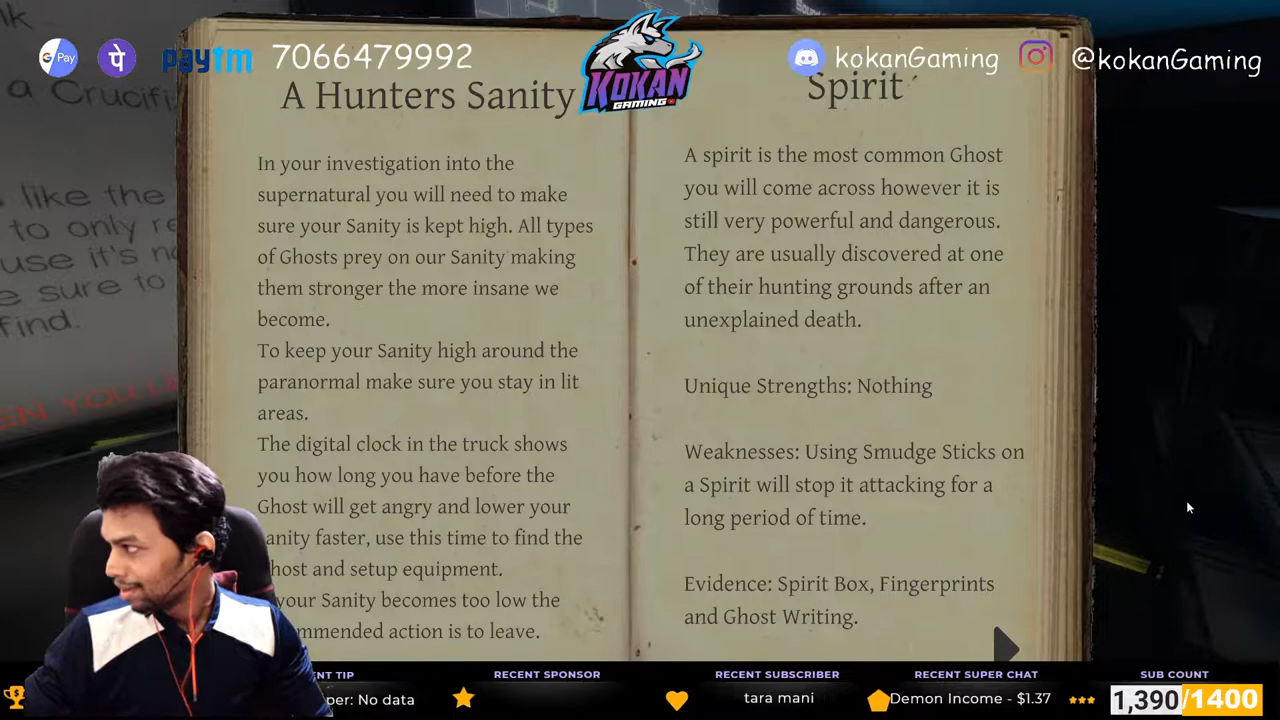 पे paytm 7066479992
KOKAN
GAMING
kokanGaming @kokanGaming
a Crucifi
s like the
to only re
use it's no
e sure to
find.
EN YOU L
A Hunters Sanity
In your investigation into the
supernatural you will need to make
sure your Sanity is kept high. All types
of Ghosts prey on our Sanity making
them stronger the more insane we
become.
To keep your Sanity high around the
paranormal make sure you stay in lit
areas.
The digital clock in the truck shows
you how long you have before the
Ghost will get angry and lower your
anity faster, use this time to find the
host and setup equipment.
your Sanity becomes too low the
mmended action is to leave.
Spirit
A spirit is the most common Ghost
you will come across however it is
still very powerful and dangerous.
They are usually discovered at one
of their hunting grounds after an
unexplained death.
Unique Strengths: Nothing
Weaknesses: Using Smudge Sticks on
a Spirit will stop it attacking for a
long period of time.
Evidence: Spirit Box, Fingerprints
and Ghost Writing.
NT TIP RECENT SPONSOR RECENT SUBSCRIBER RECENT SUPER CHAT SUB COUNT
per: No data tara mani Demon Income - $1.37 1,390/1400